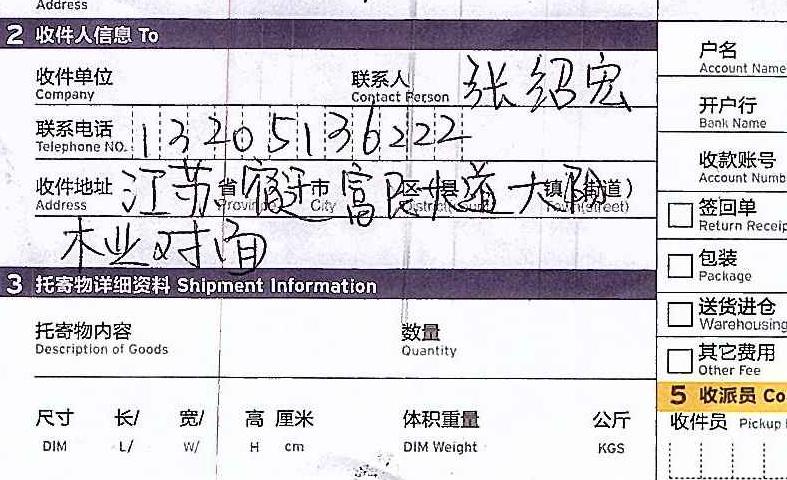 Address
2 收件人信息 To
收件单位 联系人 张绍宏
Company Contact Person
联系电话 13205136222
Telephone NO.
收件地址 江苏省宿迁市富民大道大阳
Address Province City District(County) Town(street)
区(县) 镇(街道)
木业对面
3 托寄物详细资料 Shipment Information
托寄物内容 数量
Description of Goods Quantity
尺寸 长/ 宽/ 高 厘米 体积重量 公斤
DIM L/ W/ H cm DIM Weight KGS
户名
Account Name
开户行
Bank Name
收款账号
Account Numb
签回单
Return Receip
包装
Package
送货进仓
Warehousing
其它费用
Other Fee
5 收派员 Co
收件员 Pickup